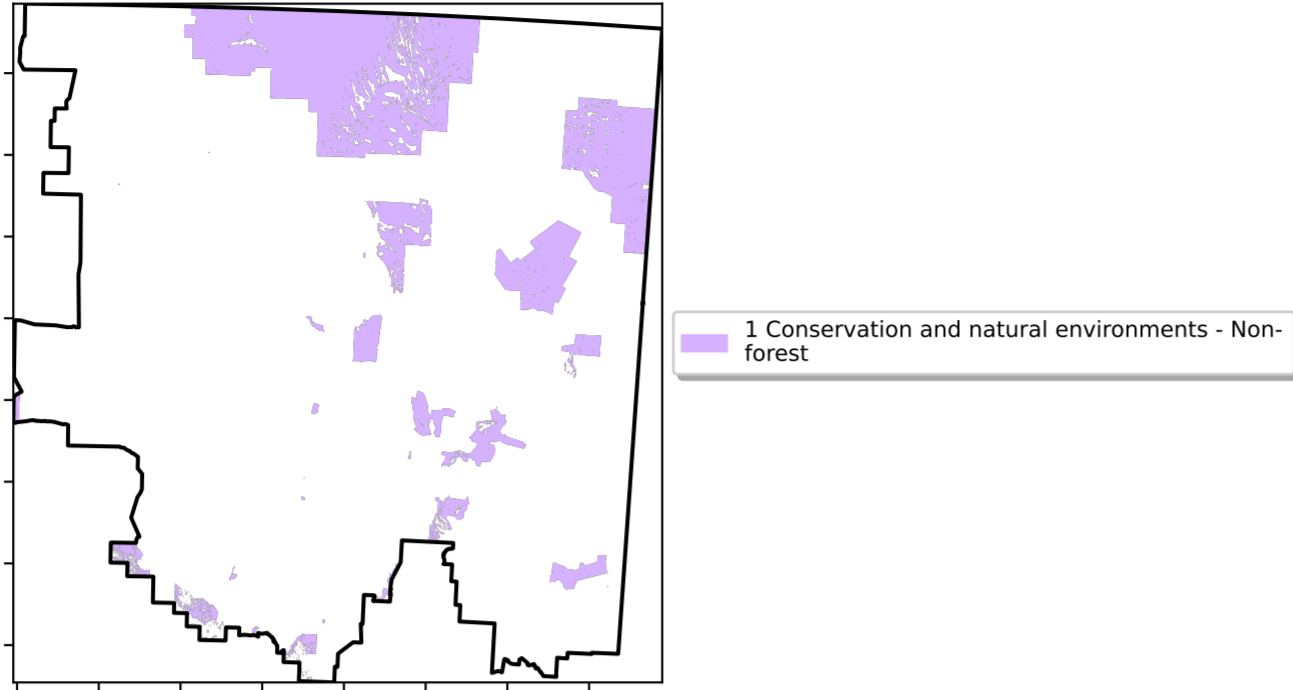 1 Conservation and natural environments - Non-
forest